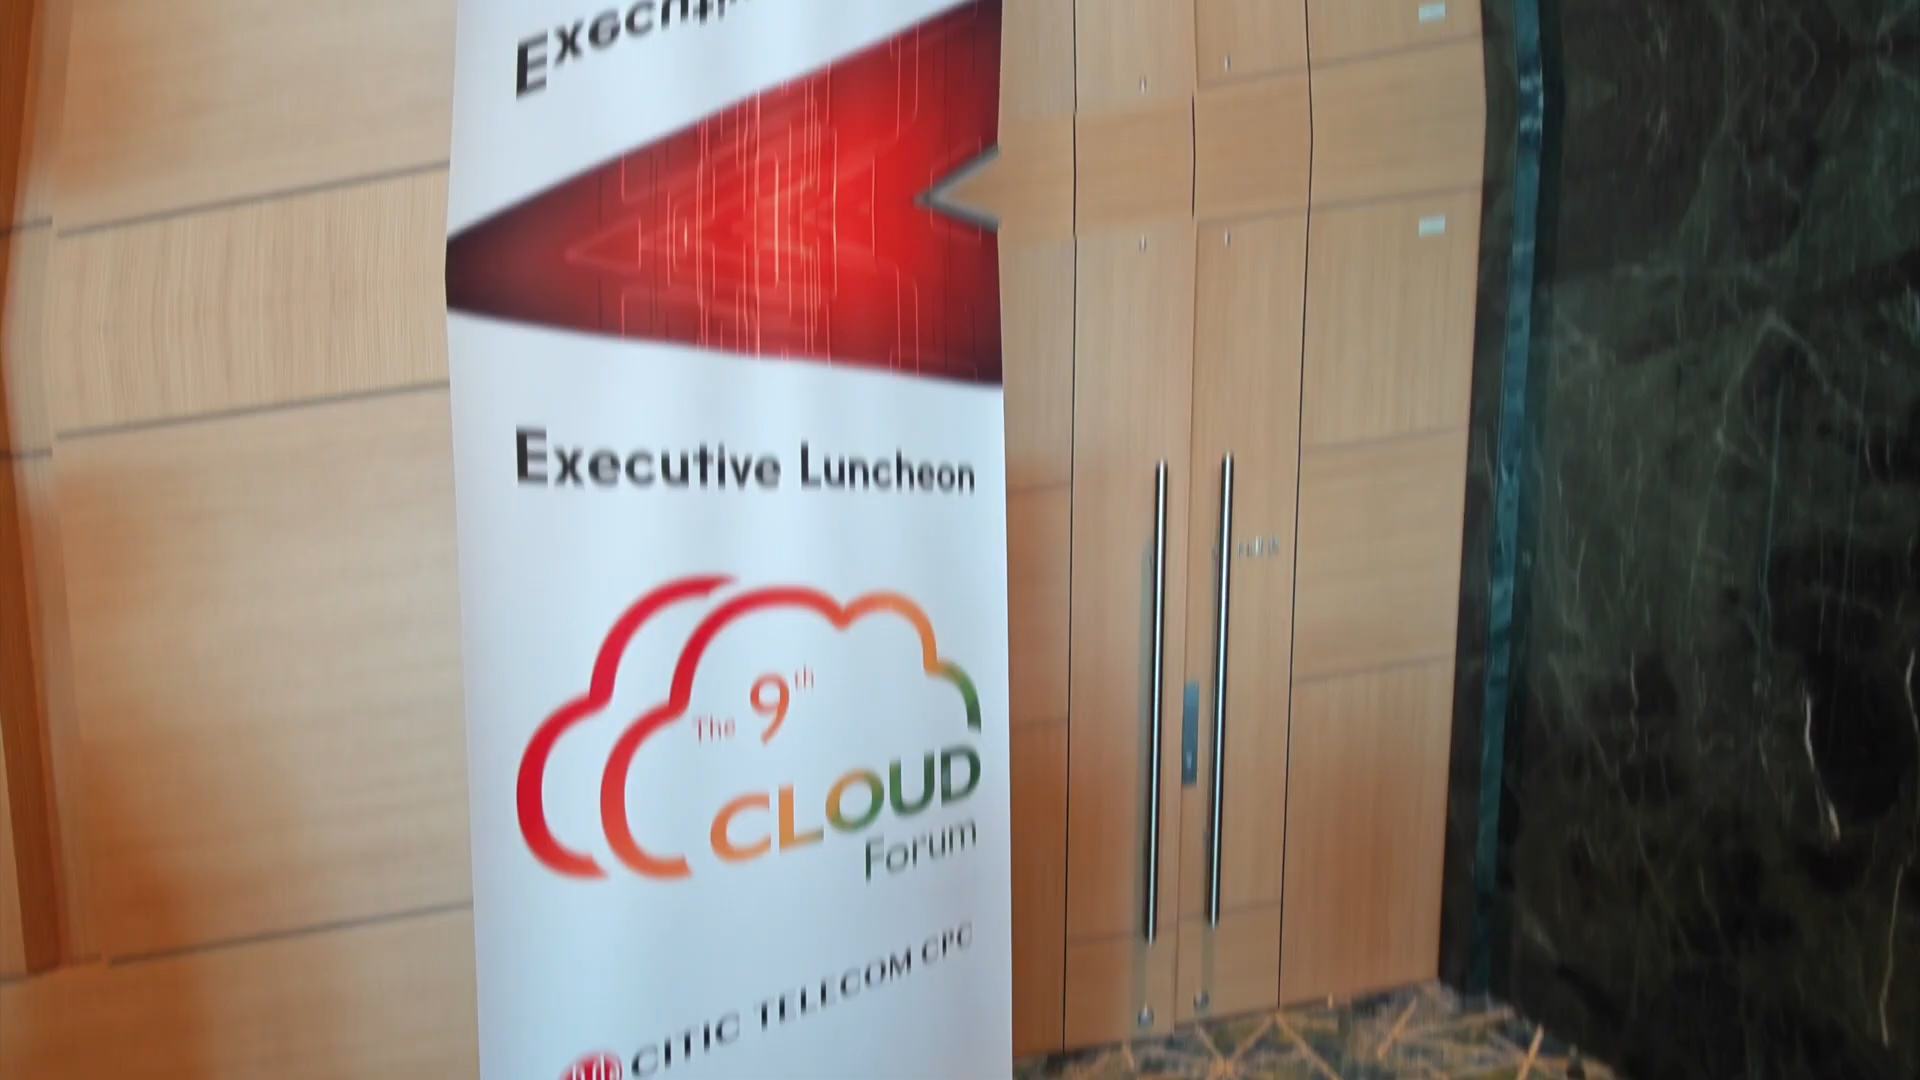 Executive Luncheon
The 9th
CLOUD
Forum
CITIC TELECOM CPC